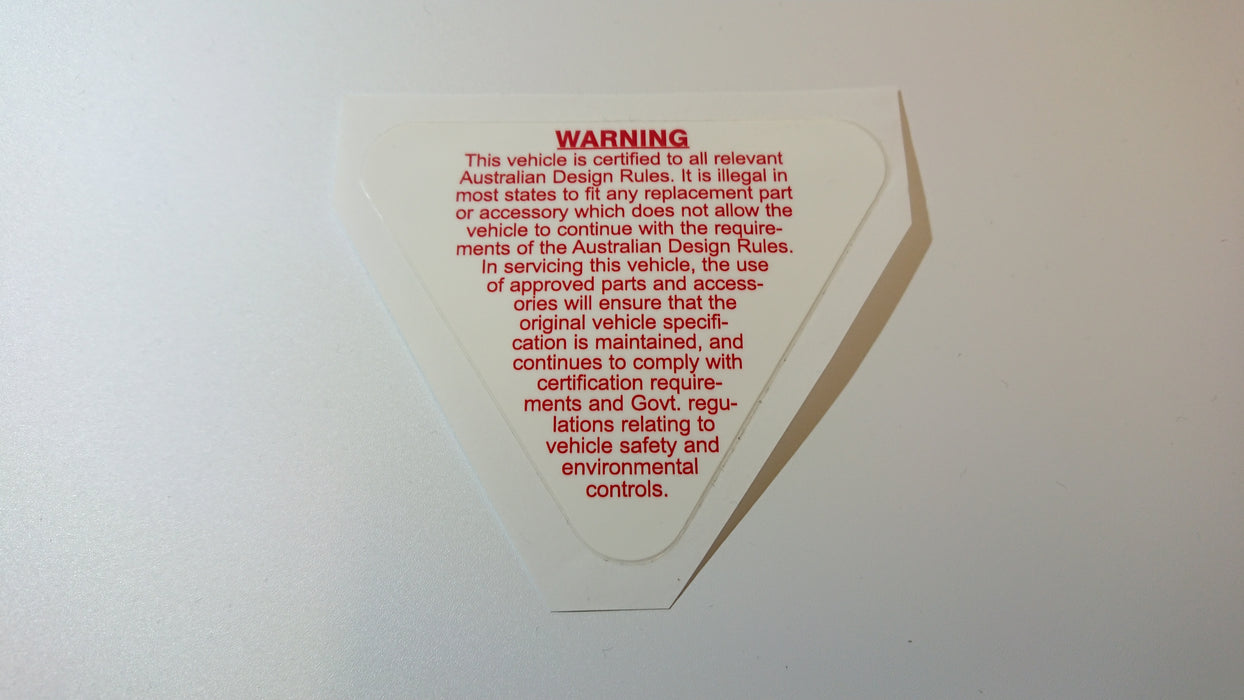 WARNING
This vehicle is certified to all relevant
Australian Design Rules. It is illegal in
most states to fit any replacement part
or accessory which does not allow the
vehicle to continue with the require-
ments of the Australian Design Rules.
In servicing this vehicle, the use
of approved parts and access-
ories will ensure that the
original vehicle specifi-
cation is maintained, and
continues to comply with
certification require-
ments and Govt. regu-
lations relating to
vehicle safety and
environmental
controls.